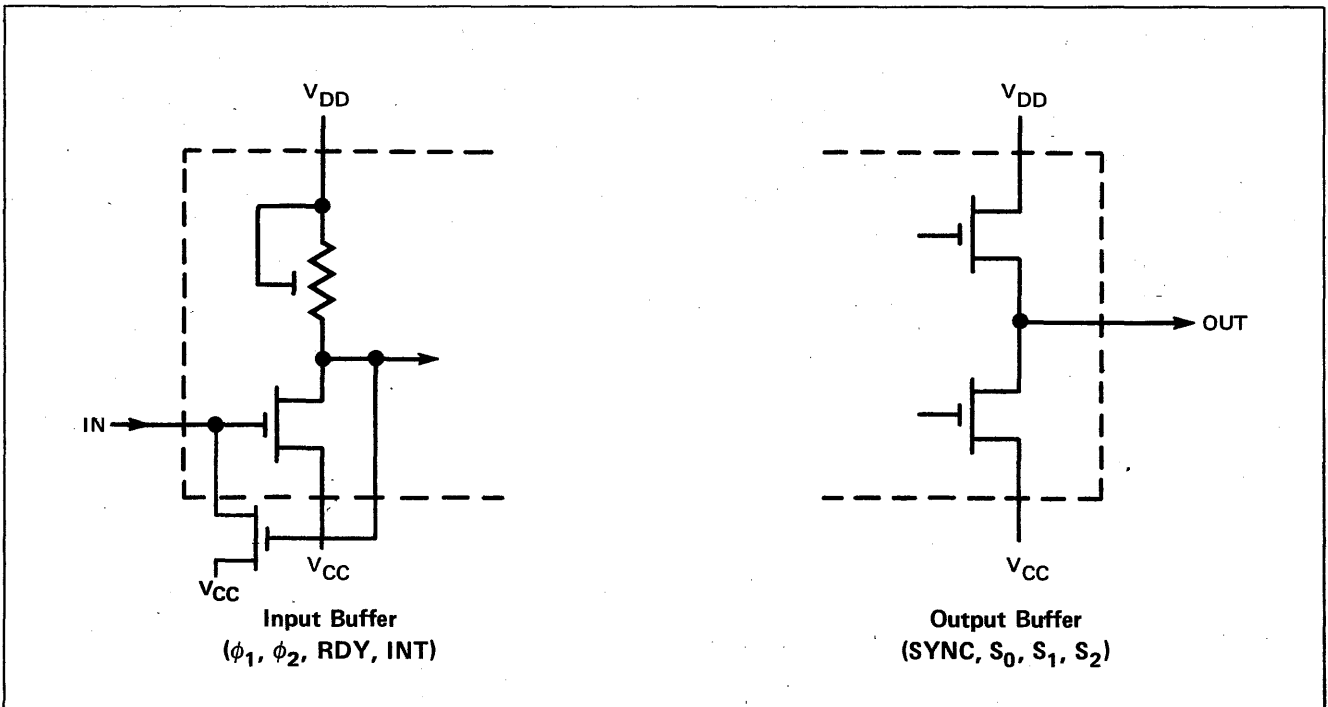 V_DD
IN
V_CC
V_CC
Input Buffer
(ϕ₁, ϕ₂, RDY, INT)
V_DD
OUT
V_CC
Output Buffer
(SYNC, S₀, S₁, S₂)